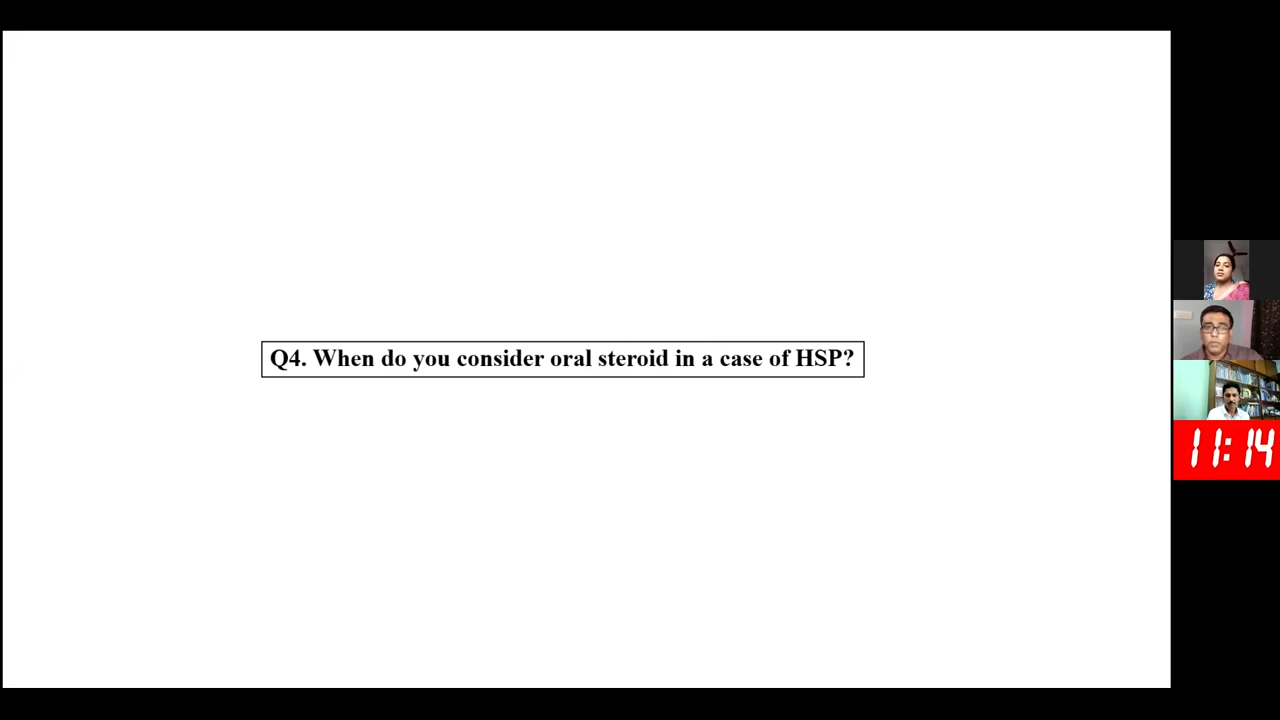 Q4. When do you consider oral steroid in a case of HSP?
11:14